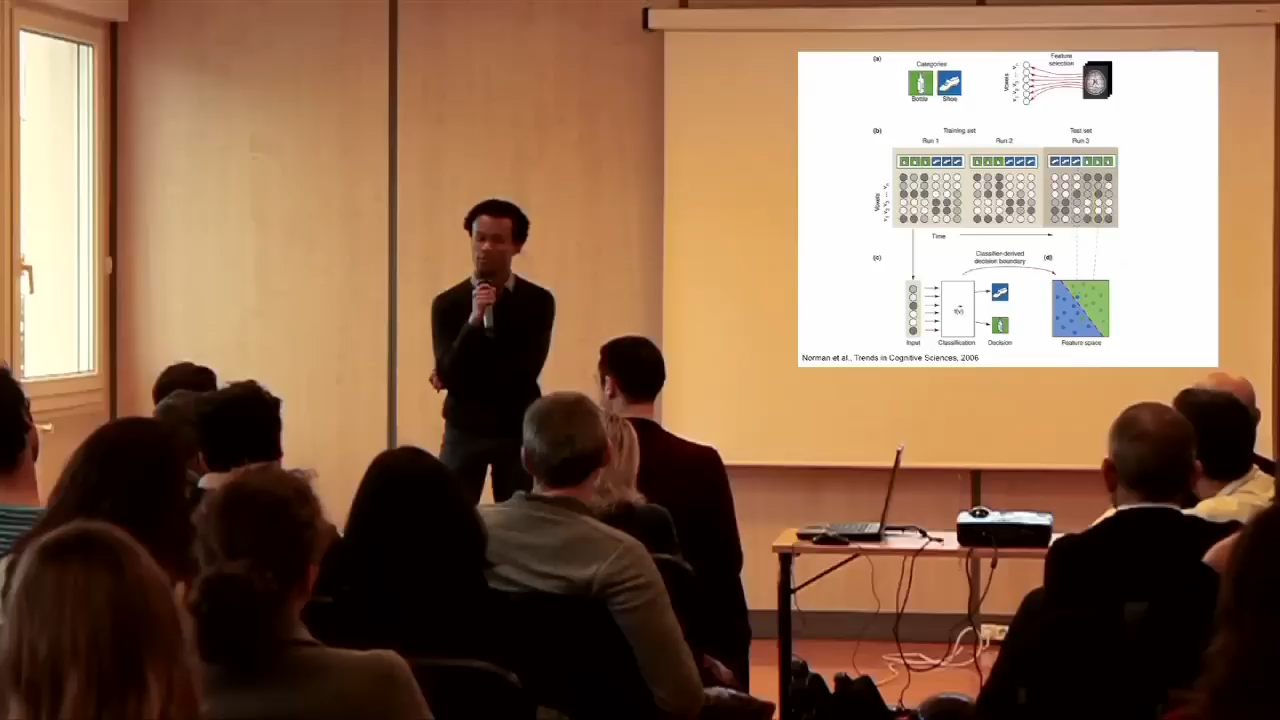 (a)
Categories
Bottle Shoe
Feature
selection
Voxels
(b)
Training set Test set
Run 1 Run 2 Run 3
Voxels
Time
(c)
Classifier-derived
decision boundary
(d)
Input Classification Decision Feature space
Norman et al., Trends in Cognitive Sciences, 2006